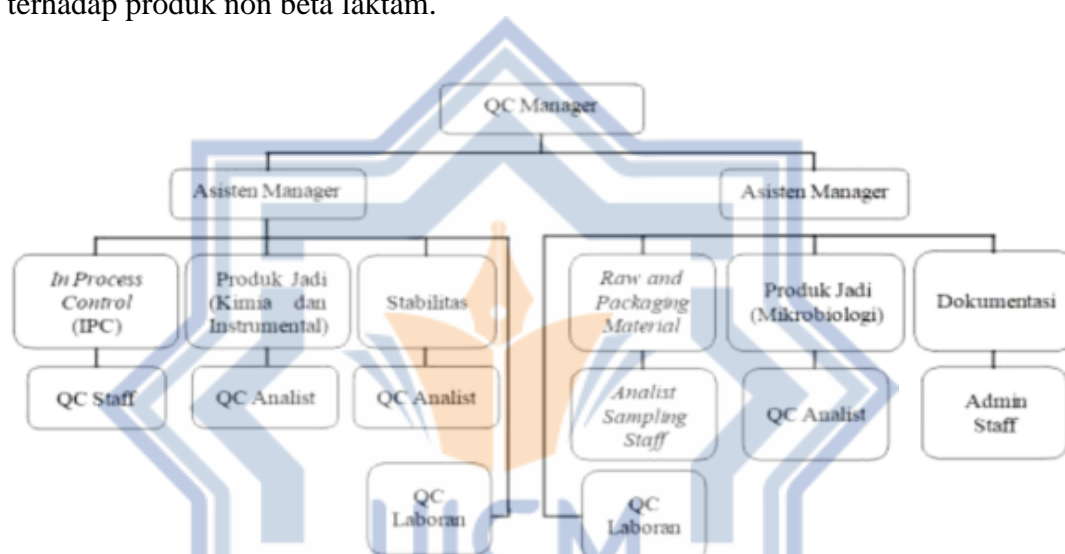 terhadap produk non beta laktam.
QC Manager
Asisten Manager
Asisten Manager
In Process
Control
(IPC)
Produk Jadi
(Kimia dan
Instrumental)
Stabilitas
Raw and
Packaging
Material
Produk Jadi
(Mikrobiologi)
Dokumentasi
QC Staff
QC Analist
QC Analist
Analist
Sampling
Staff
QC Analist
Admin
Staff
QC
Laboran
QC
Laboran